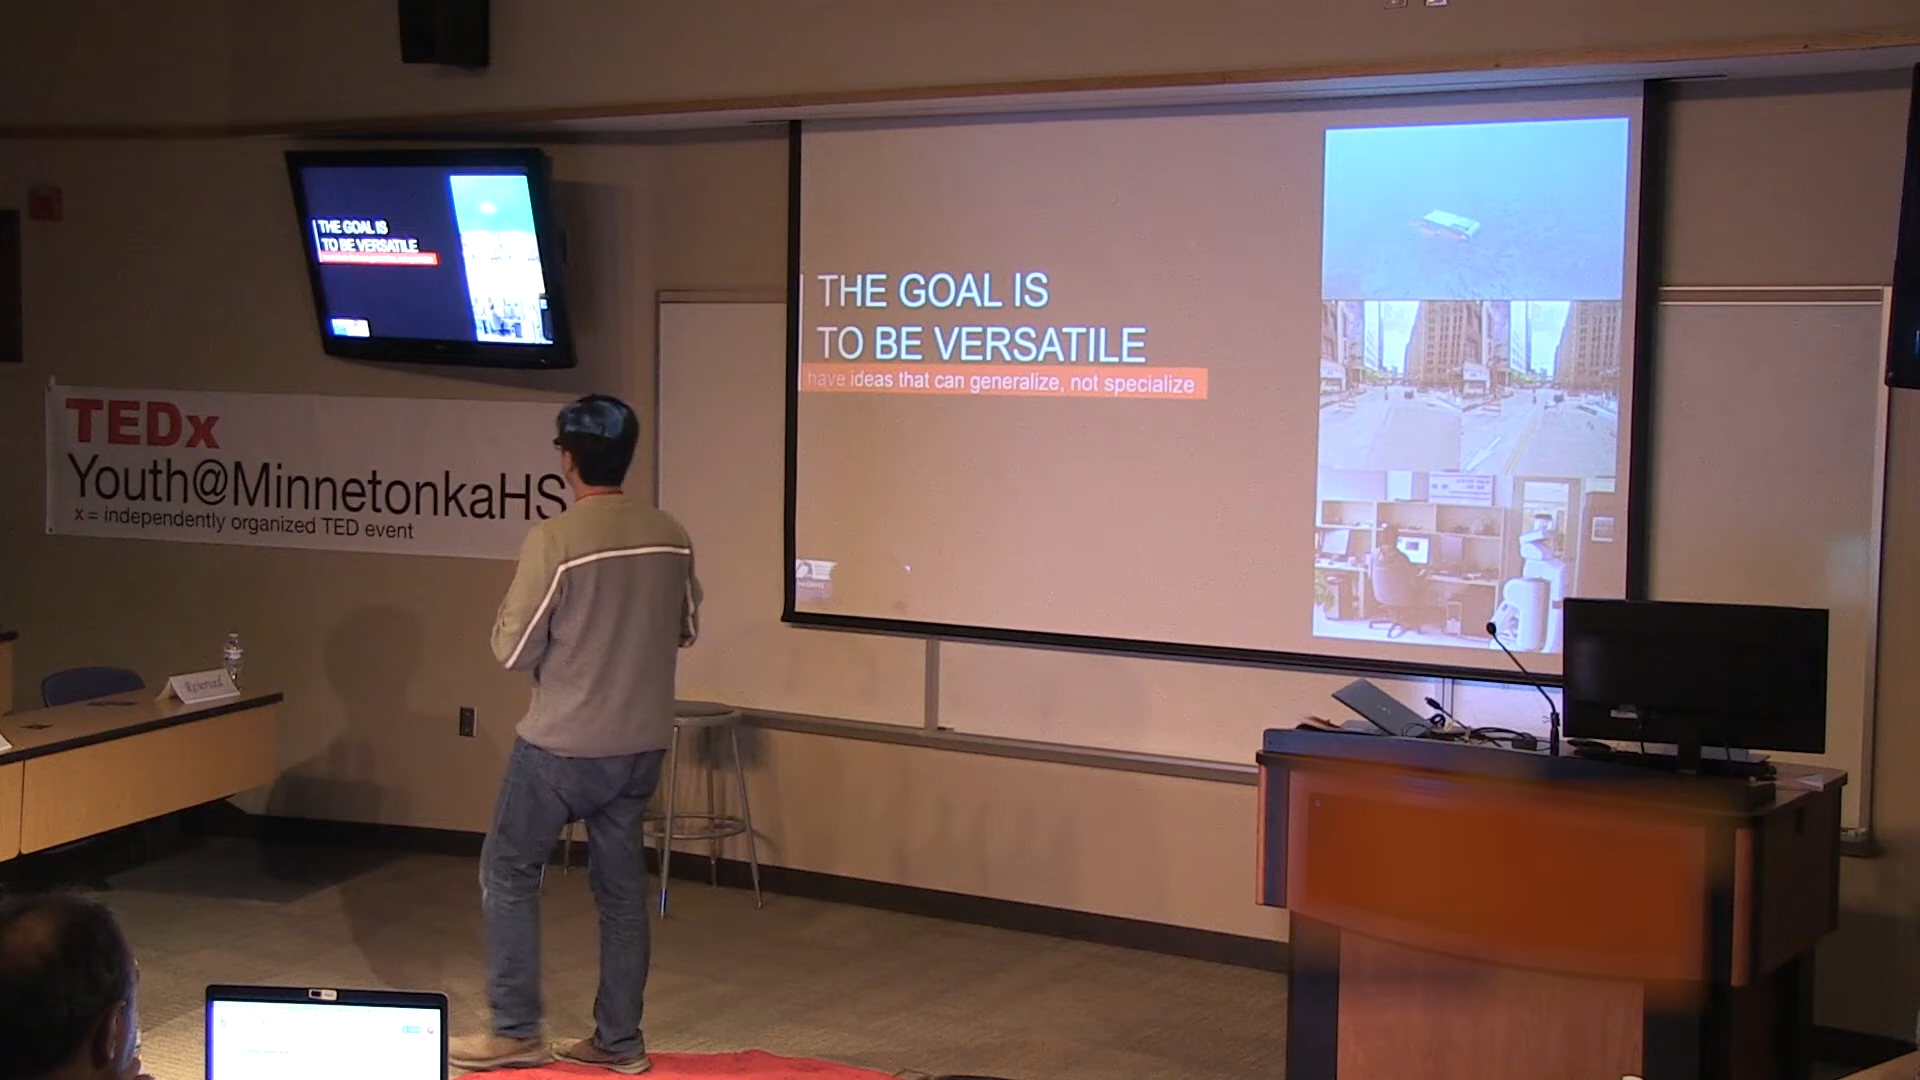 THE GOAL IS
TO BE VERSATILE
THE GOAL IS
TO BE VERSATILE
have ideas that can generalize, not specialize
TEDx
Youth@MinnetonkaHS
x = independently organized TED event
Reserved